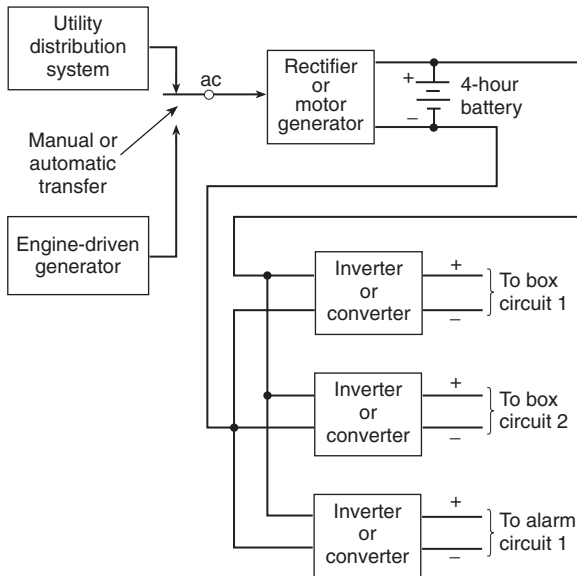 Utility
distribution
system
ac
Manual or
automatic
transfer
Engine-driven
generator
Rectifier
or
motor
generator
+
−
4-hour
battery
Inverter
or
converter
+
−
To box
circuit 1
Inverter
or
converter
+
−
To box
circuit 2
Inverter
or
converter
+
−
To alarm
circuit 1